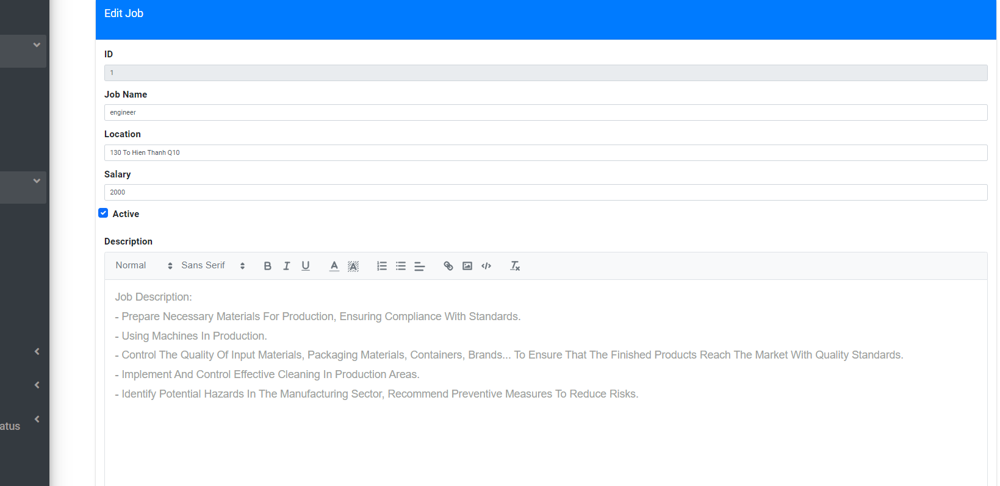 Edit Job
ID
1
Job Name
engineer
Location
130 To Hien Thanh Q10
Salary
2000
Active
Description
Normal Sans Serif
Job Description:
- Prepare Necessary Materials For Production, Ensuring Compliance With Standards.
- Using Machines In Production.
- Control The Quality Of Input Materials, Packaging Materials, Containers, Brands... To Ensure That The Finished Products Reach The Market With Quality Standards.
- Implement And Control Effective Cleaning In Production Areas.
- Identify Potential Hazards In The Manufacturing Sector, Recommend Preventive Measures To Reduce Risks.
atus